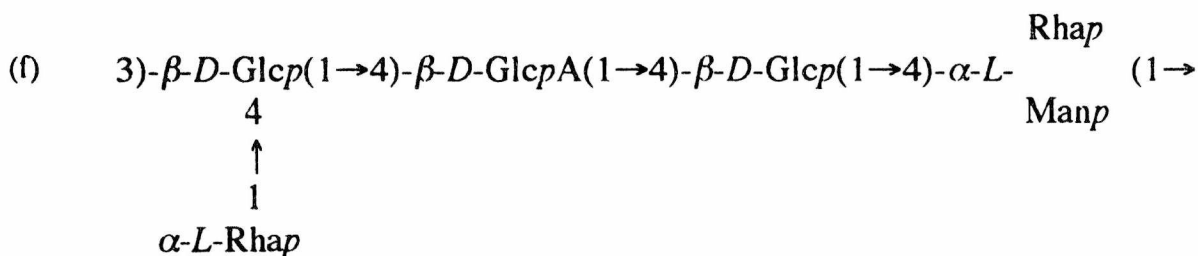 Rhap
(f) 3)-β-D-Glcp(1→4)-β-D-GlcpA(1→4)-β-D-Glcp(1→4)-α-L- (1→
Manp
4
↑
1
α-L-Rhap